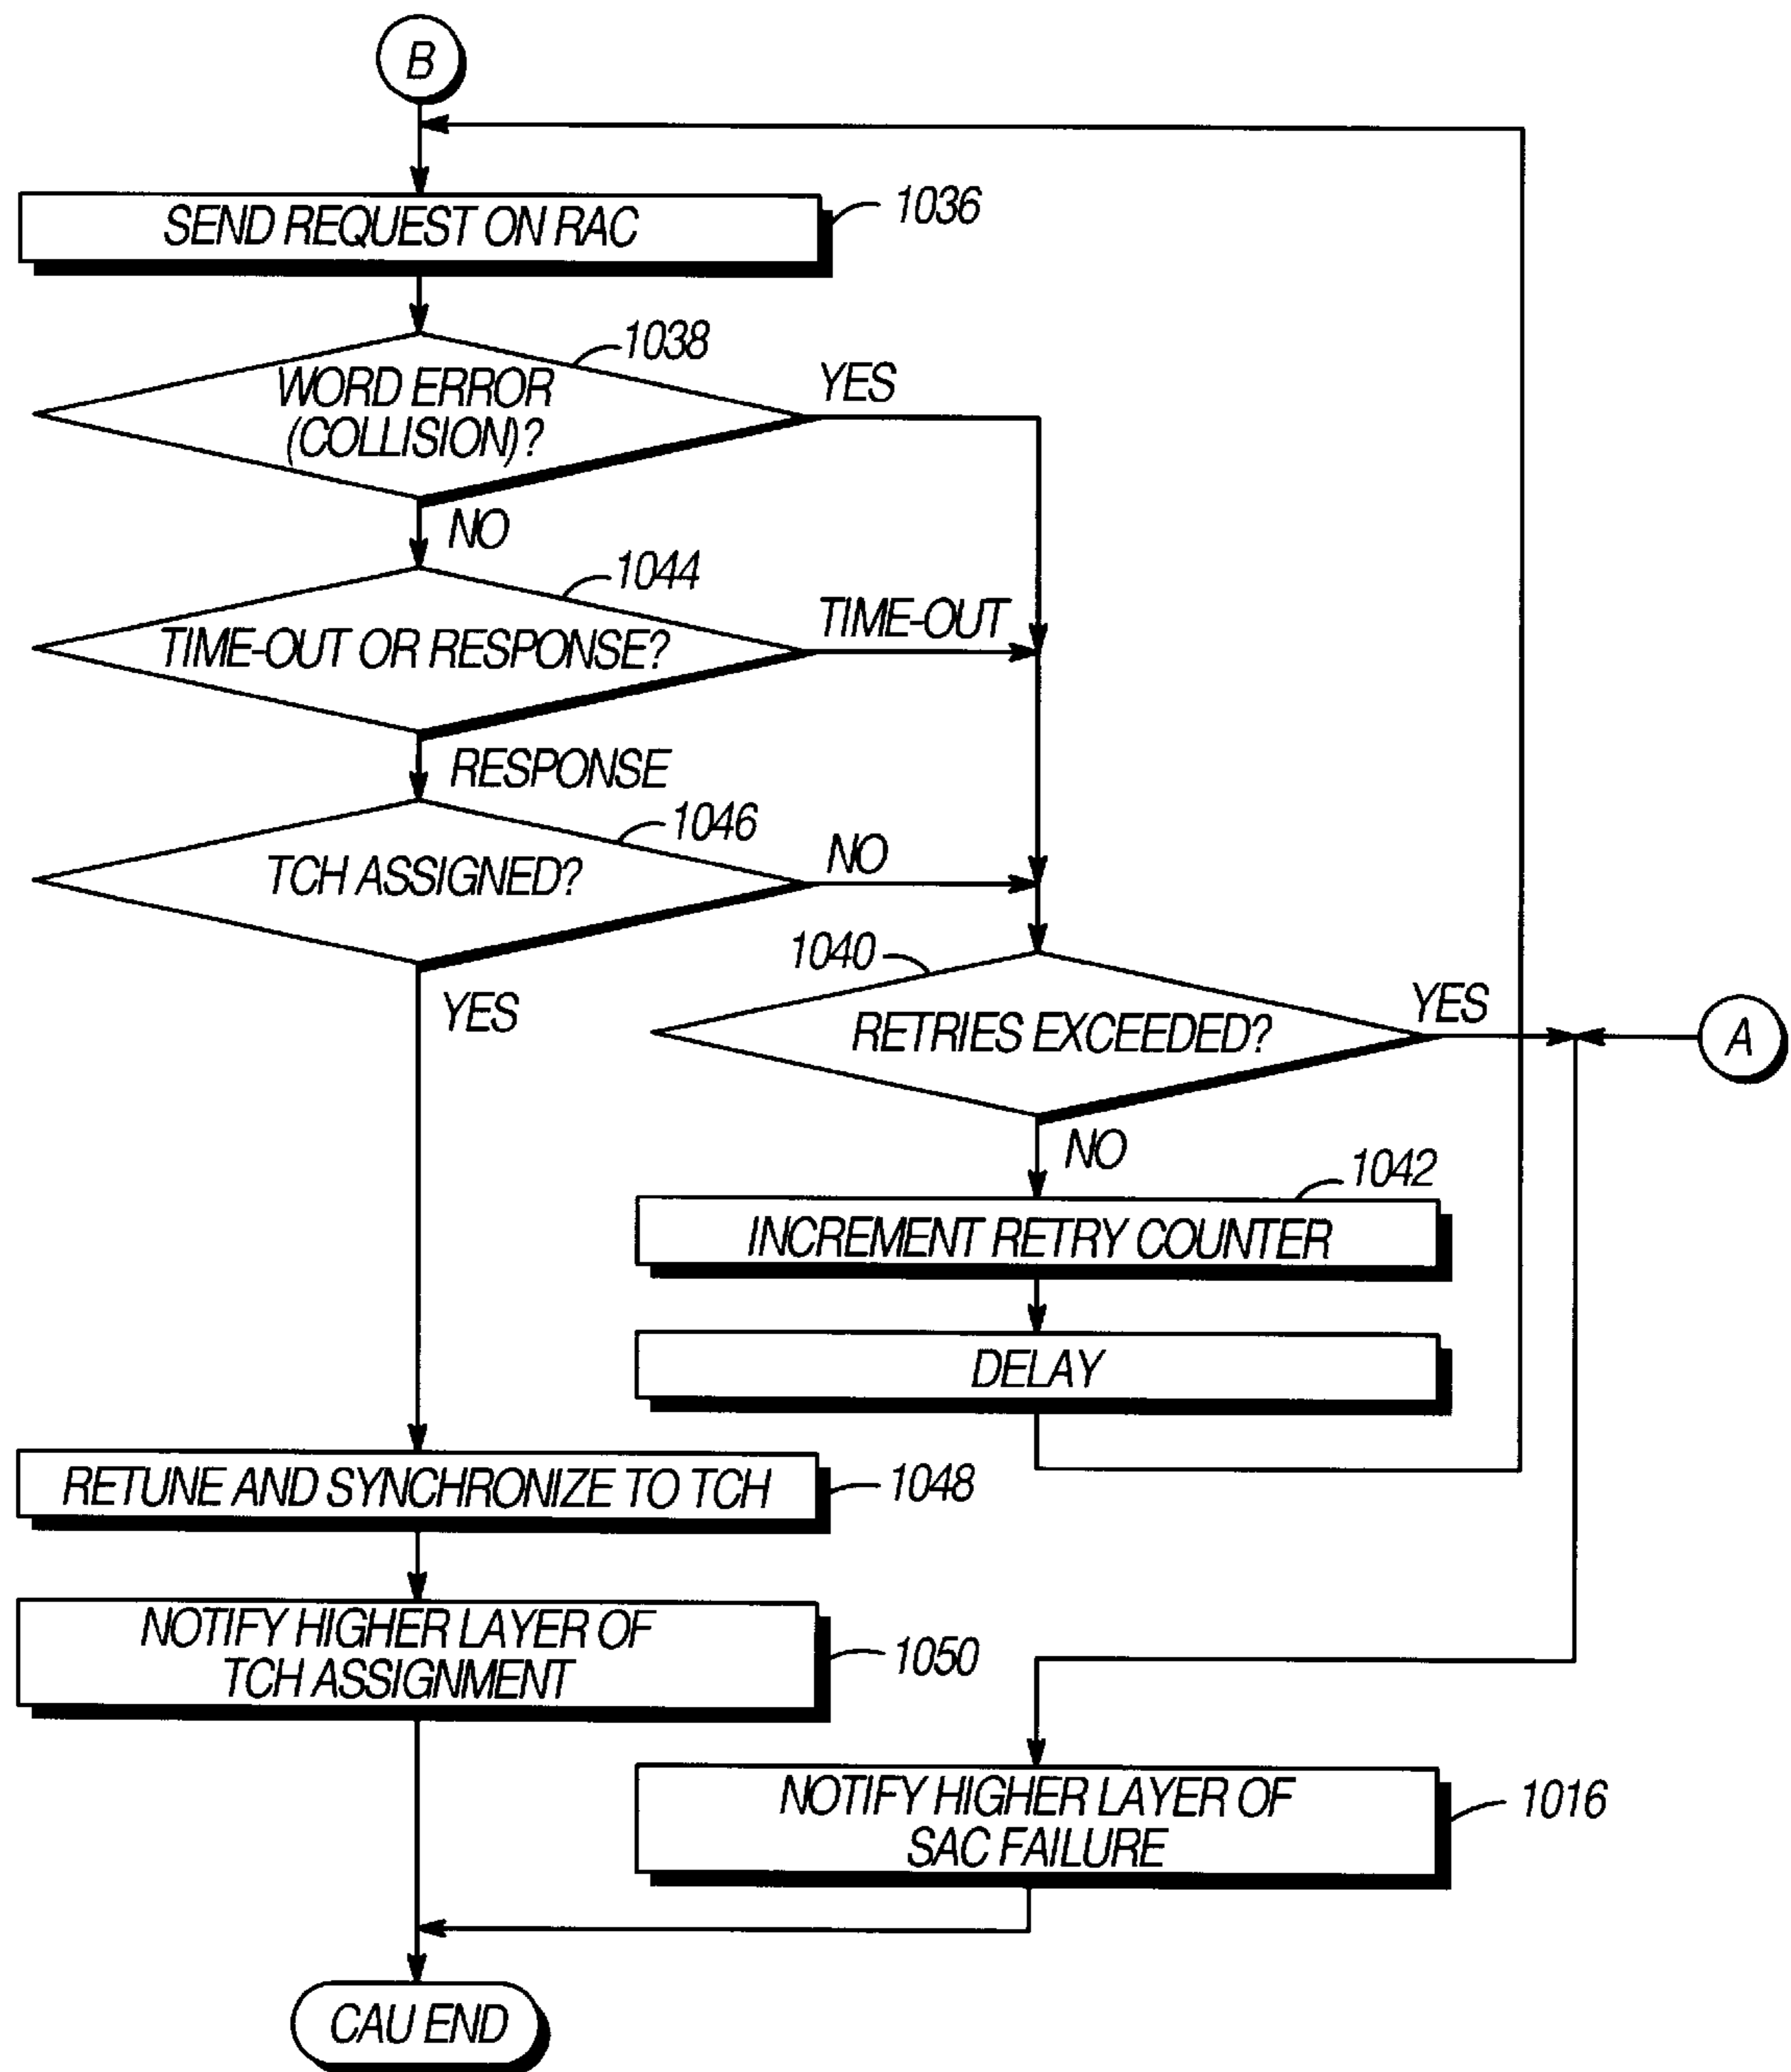 B
SEND REQUEST ON RAC
1036
1038
WORD ERROR
(COLLISION)?
YES
NO
1044
TIME-OUT OR RESPONSE?
TIME-OUT
RESPONSE
1046
TCH ASSIGNED?
NO
YES
1040
RETRIES EXCEEDED?
YES
A
NO
1042
INCREMENT RETRY COUNTER
DELAY
RETUNE AND SYNCHRONIZE TO TCH
1048
NOTIFY HIGHER LAYER OF
TCH ASSIGNMENT
1050
NOTIFY HIGHER LAYER OF
SAC FAILURE
1016
CAU END